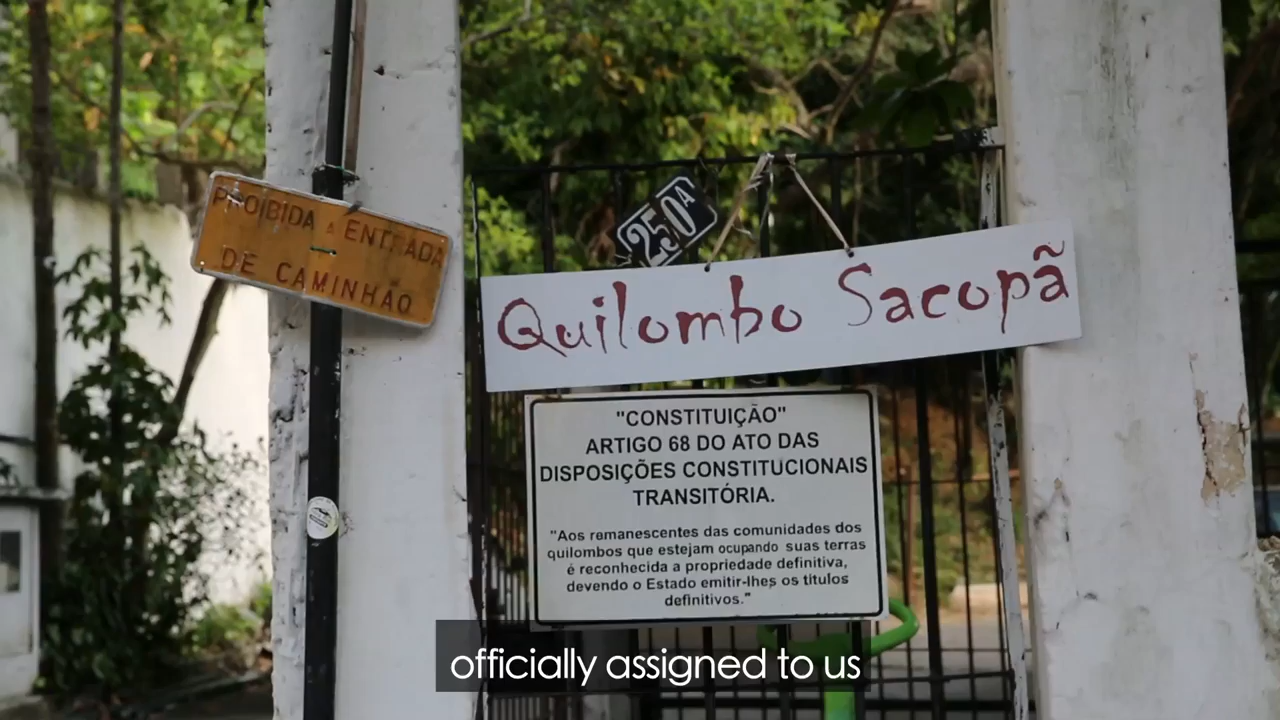 PROIBIDA A ENTRADA
DE CAMINHÃO
250A
Quilombo Sacopã
"CONSTITUIÇÃO"
ARTIGO 68 DO ATO DAS
DISPOSIÇÕES CONSTITUCIONAIS
TRANSITÓRIA.
"Aos remanescentes das comunidades dos
quilombos que estejam ocupando suas terras
é reconhecida a propriedade definitiva,
devendo o Estado emitir-lhes os títulos
definitivos."
officially assigned to us